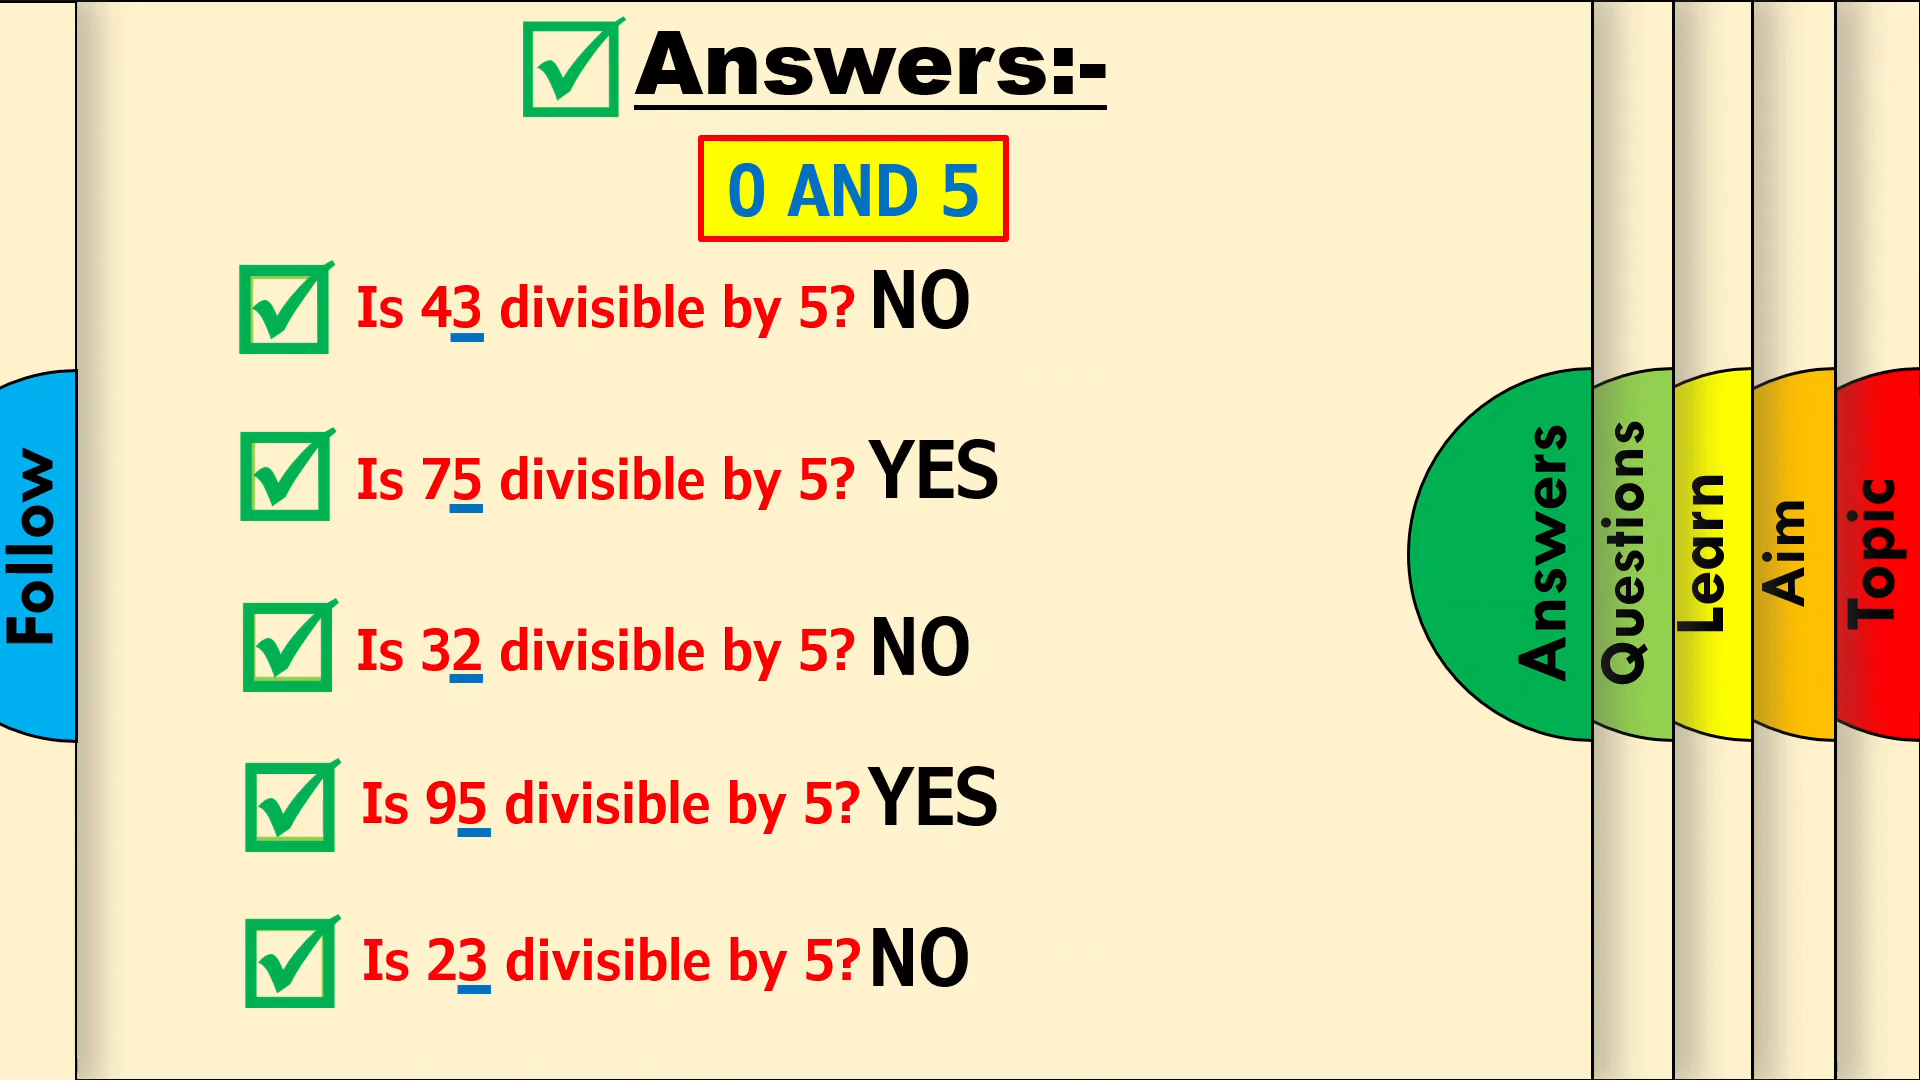 Answers:-
0 AND 5
Is 43 divisible by 5? NO
Is 75 divisible by 5? YES
Is 32 divisible by 5? NO
Is 95 divisible by 5? YES
Is 23 divisible by 5? NO
Follow
Answers
Questions
Learn
Aim
Topic